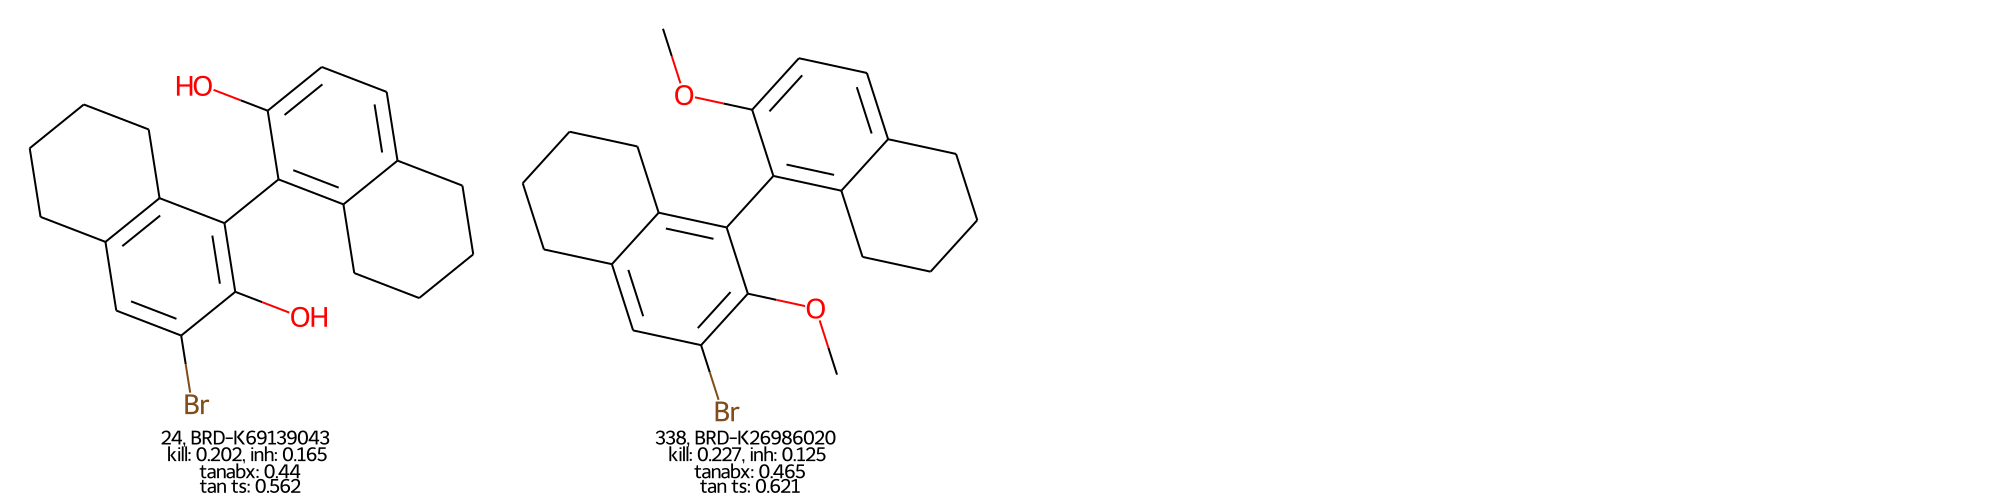 HO
OH
Br
24, BRD-K69139043
kill: 0.202, inh: 0.165
tanabx: 0.44
tan ts: 0.562
O
O
Br
338, BRD-K26986020
kill: 0.227, inh: 0.125
tanabx: 0.465
tan ts: 0.621